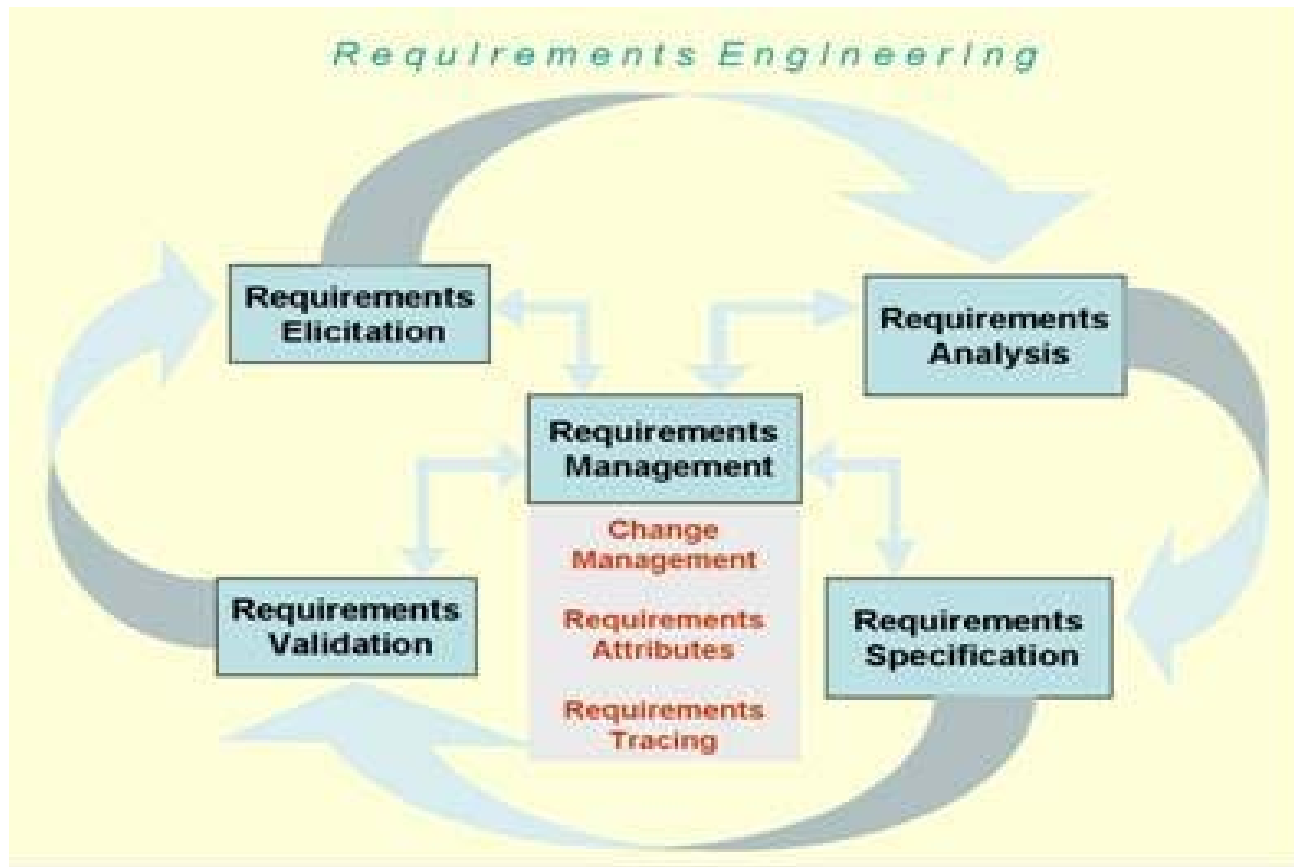 Requirements Engineering
Requirements
Elicitation
Requirements
Analysis
Requirements
Management
Change
Management
Requirements
Attributes
Requirements
Tracing
Requirements
Validation
Requirements
Specification